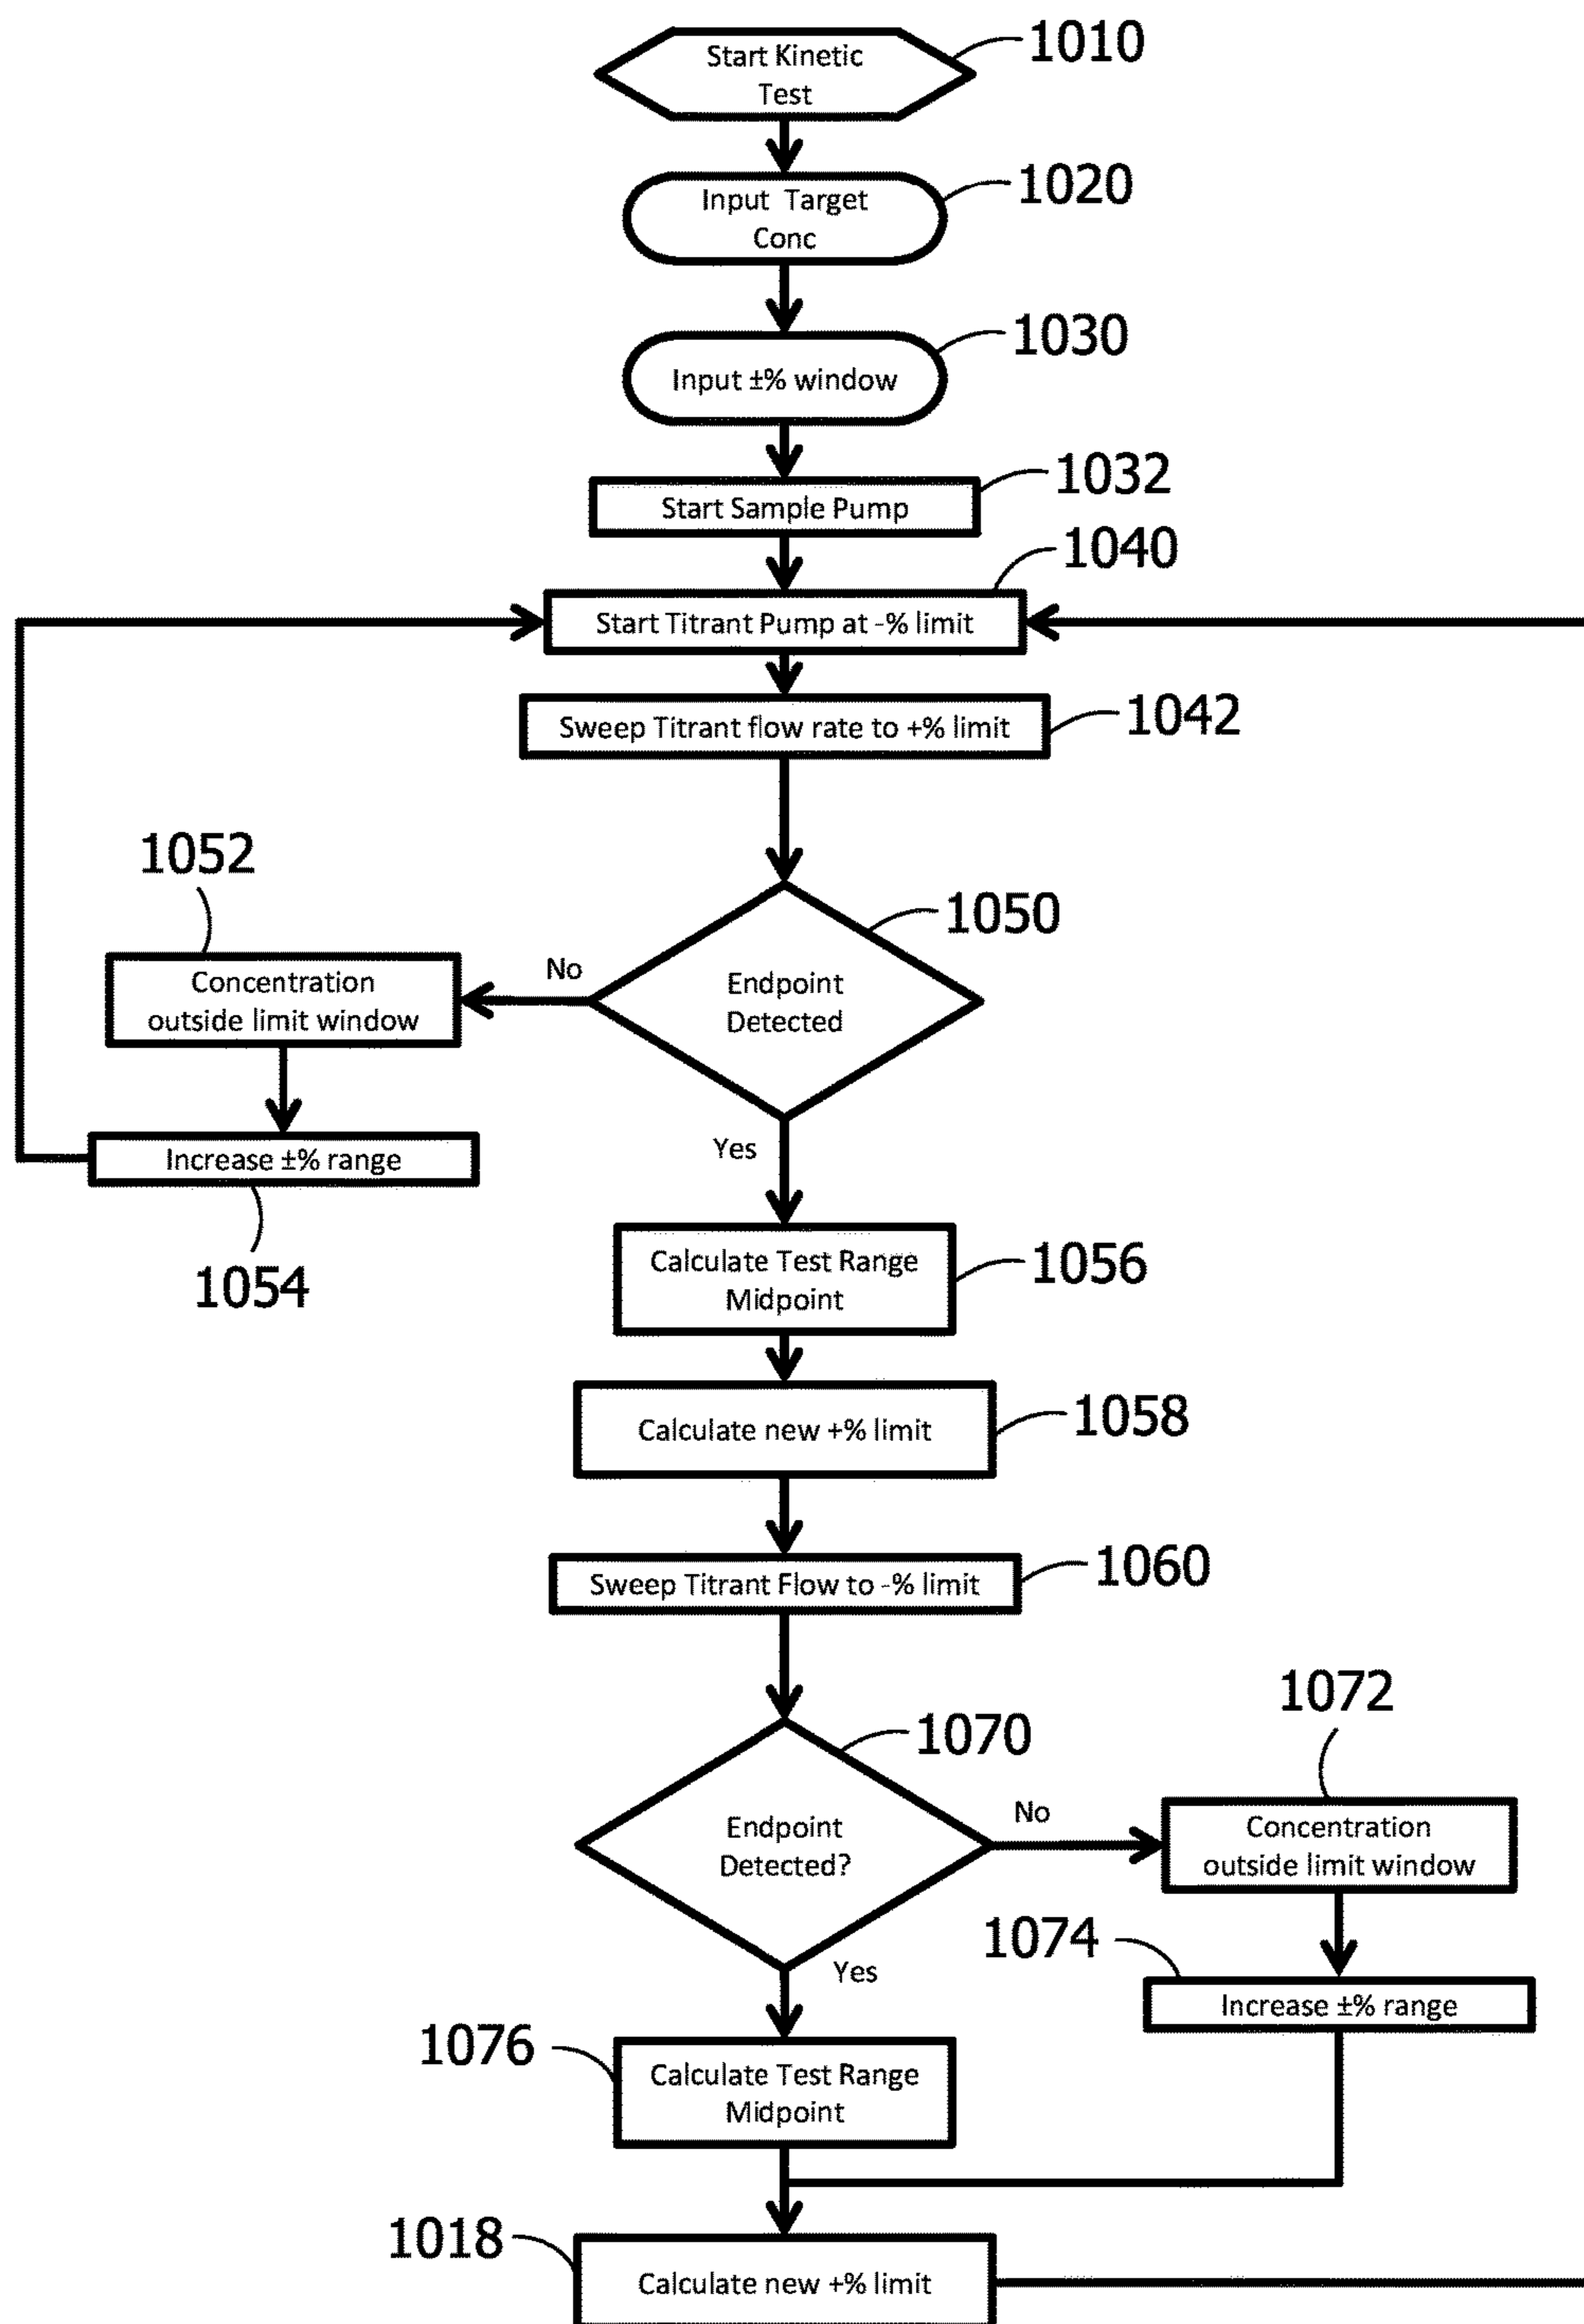 Start Kinetic
Test
1010
Input Target
Conc
1020
Input ±% window
1030
Start Sample Pump
1032
1040
Start Titrant Pump at -% limit
Sweep Titrant flow rate to +% limit
1042
1052
1050
Concentration
outside limit window
No
Endpoint
Detected
Yes
Increase ±% range
1054
Calculate Test Range
Midpoint
1056
Calculate new +% limit
1058
Sweep Titrant Flow to -% limit
1060
1070
1072
Endpoint
Detected?
No
Concentration
outside limit window
Yes
1074
Increase ±% range
1076
Calculate Test Range
Midpoint
1018
Calculate new +% limit